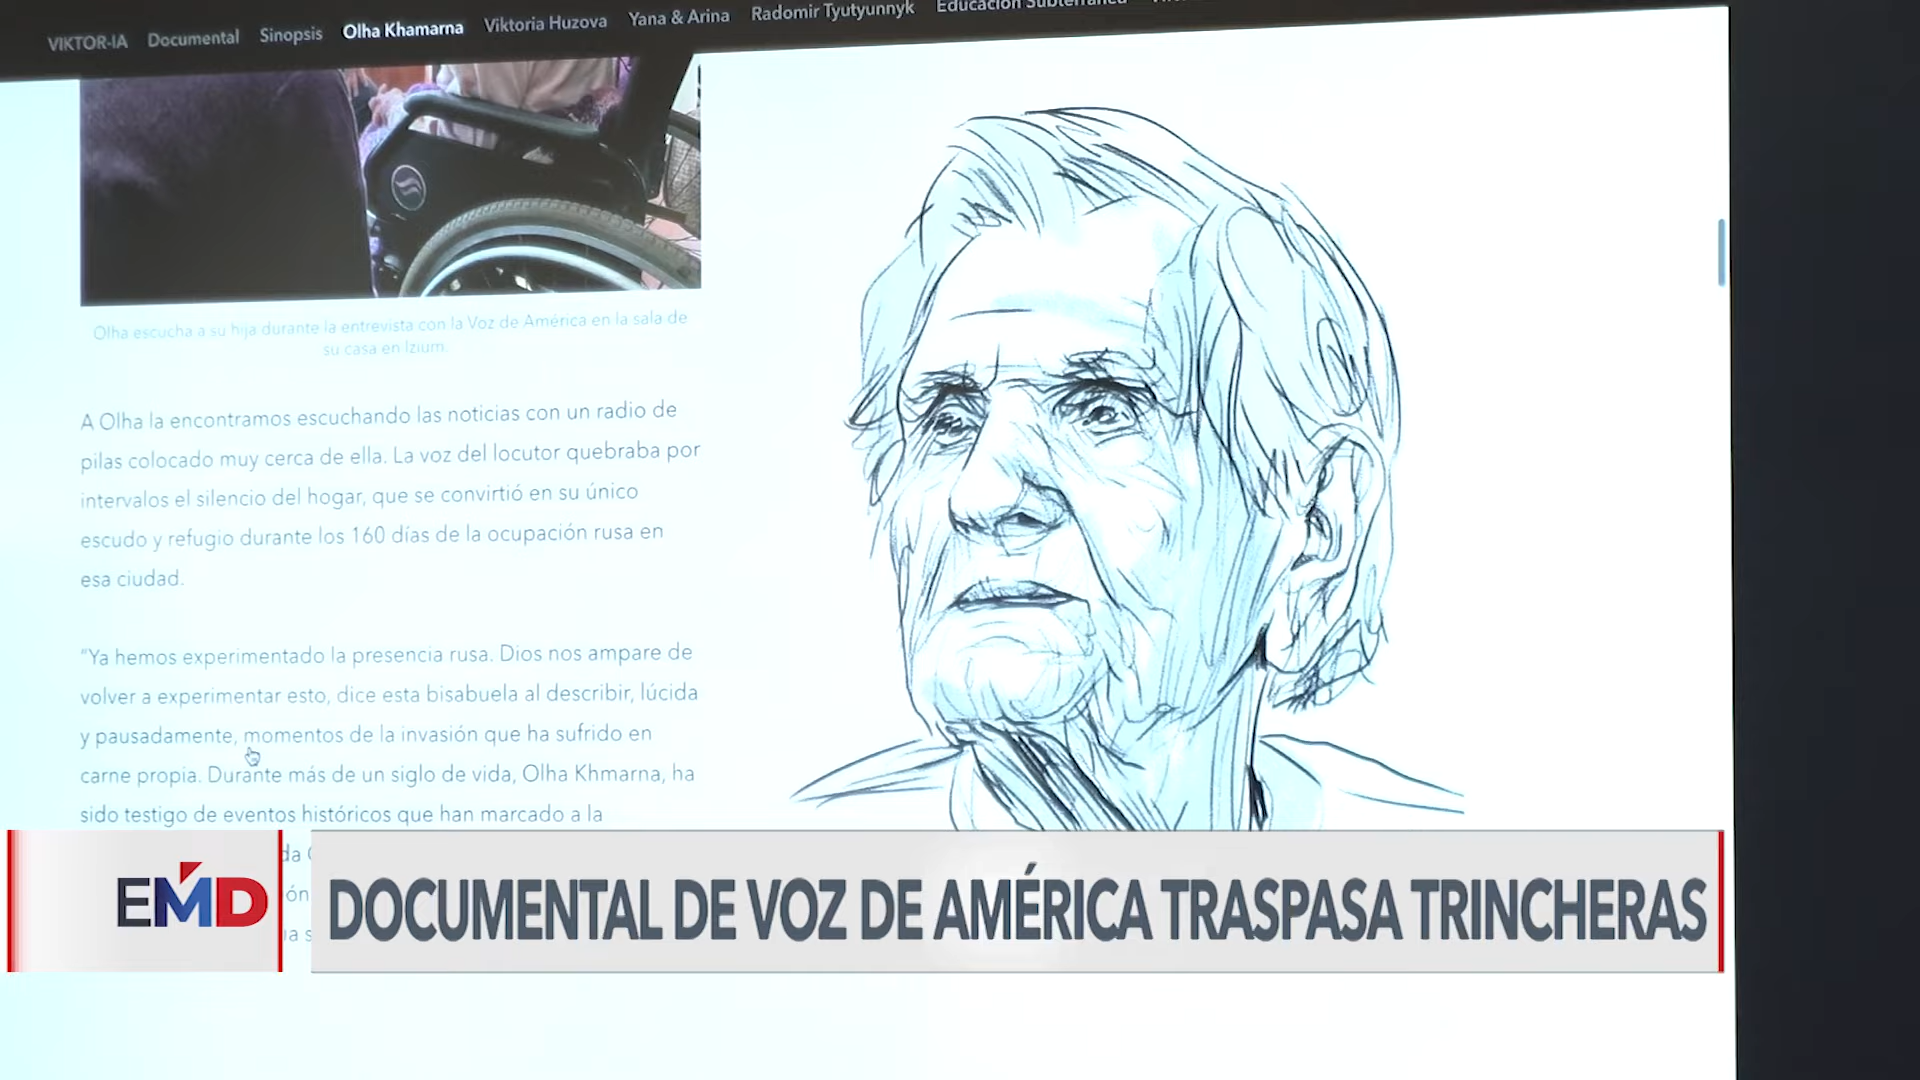 VIKTOR-IA Documental Sinopsis Olha Khamarna Viktoria Huzova Yana & Arina Radomir Tyutyunnyk Educación Subterránea
Olha escucha a su hija durante la entrevista con la Voz de América en la sala de
su casa en Izium.
A Olha la encontramos escuchando las noticias con un radio de
pilas colocado muy cerca de ella. La voz del locutor quebraba por
intervalos el silencio del hogar, que se convirtió en su único
escudo y refugio durante los 160 días de la ocupación rusa en
esa ciudad.
"Ya hemos experimentado la presencia rusa. Dios nos ampare de
volver a experimentar esto, dice esta bisabuela al describir, lúcida
y pausadamente, momentos de la invasión que ha sufrido en
carne propia. Durante más de un siglo de vida, Olha Khmarna, ha
sido testigo de eventos históricos que han marcado a la
EMD
DOCUMENTAL DE VOZ DE AMÉRICA TRASPASA TRINCHERAS